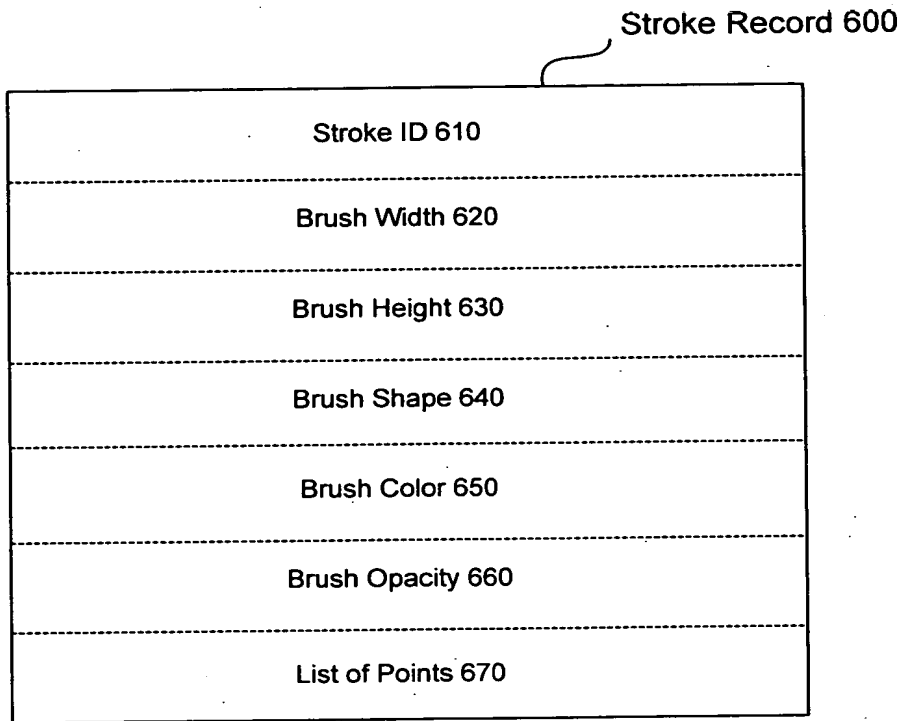 Stroke Record 600
Stroke ID 610
Brush Width 620
Brush Height 630
Brush Shape 640
Brush Color 650
Brush Opacity 660
List of Points 670